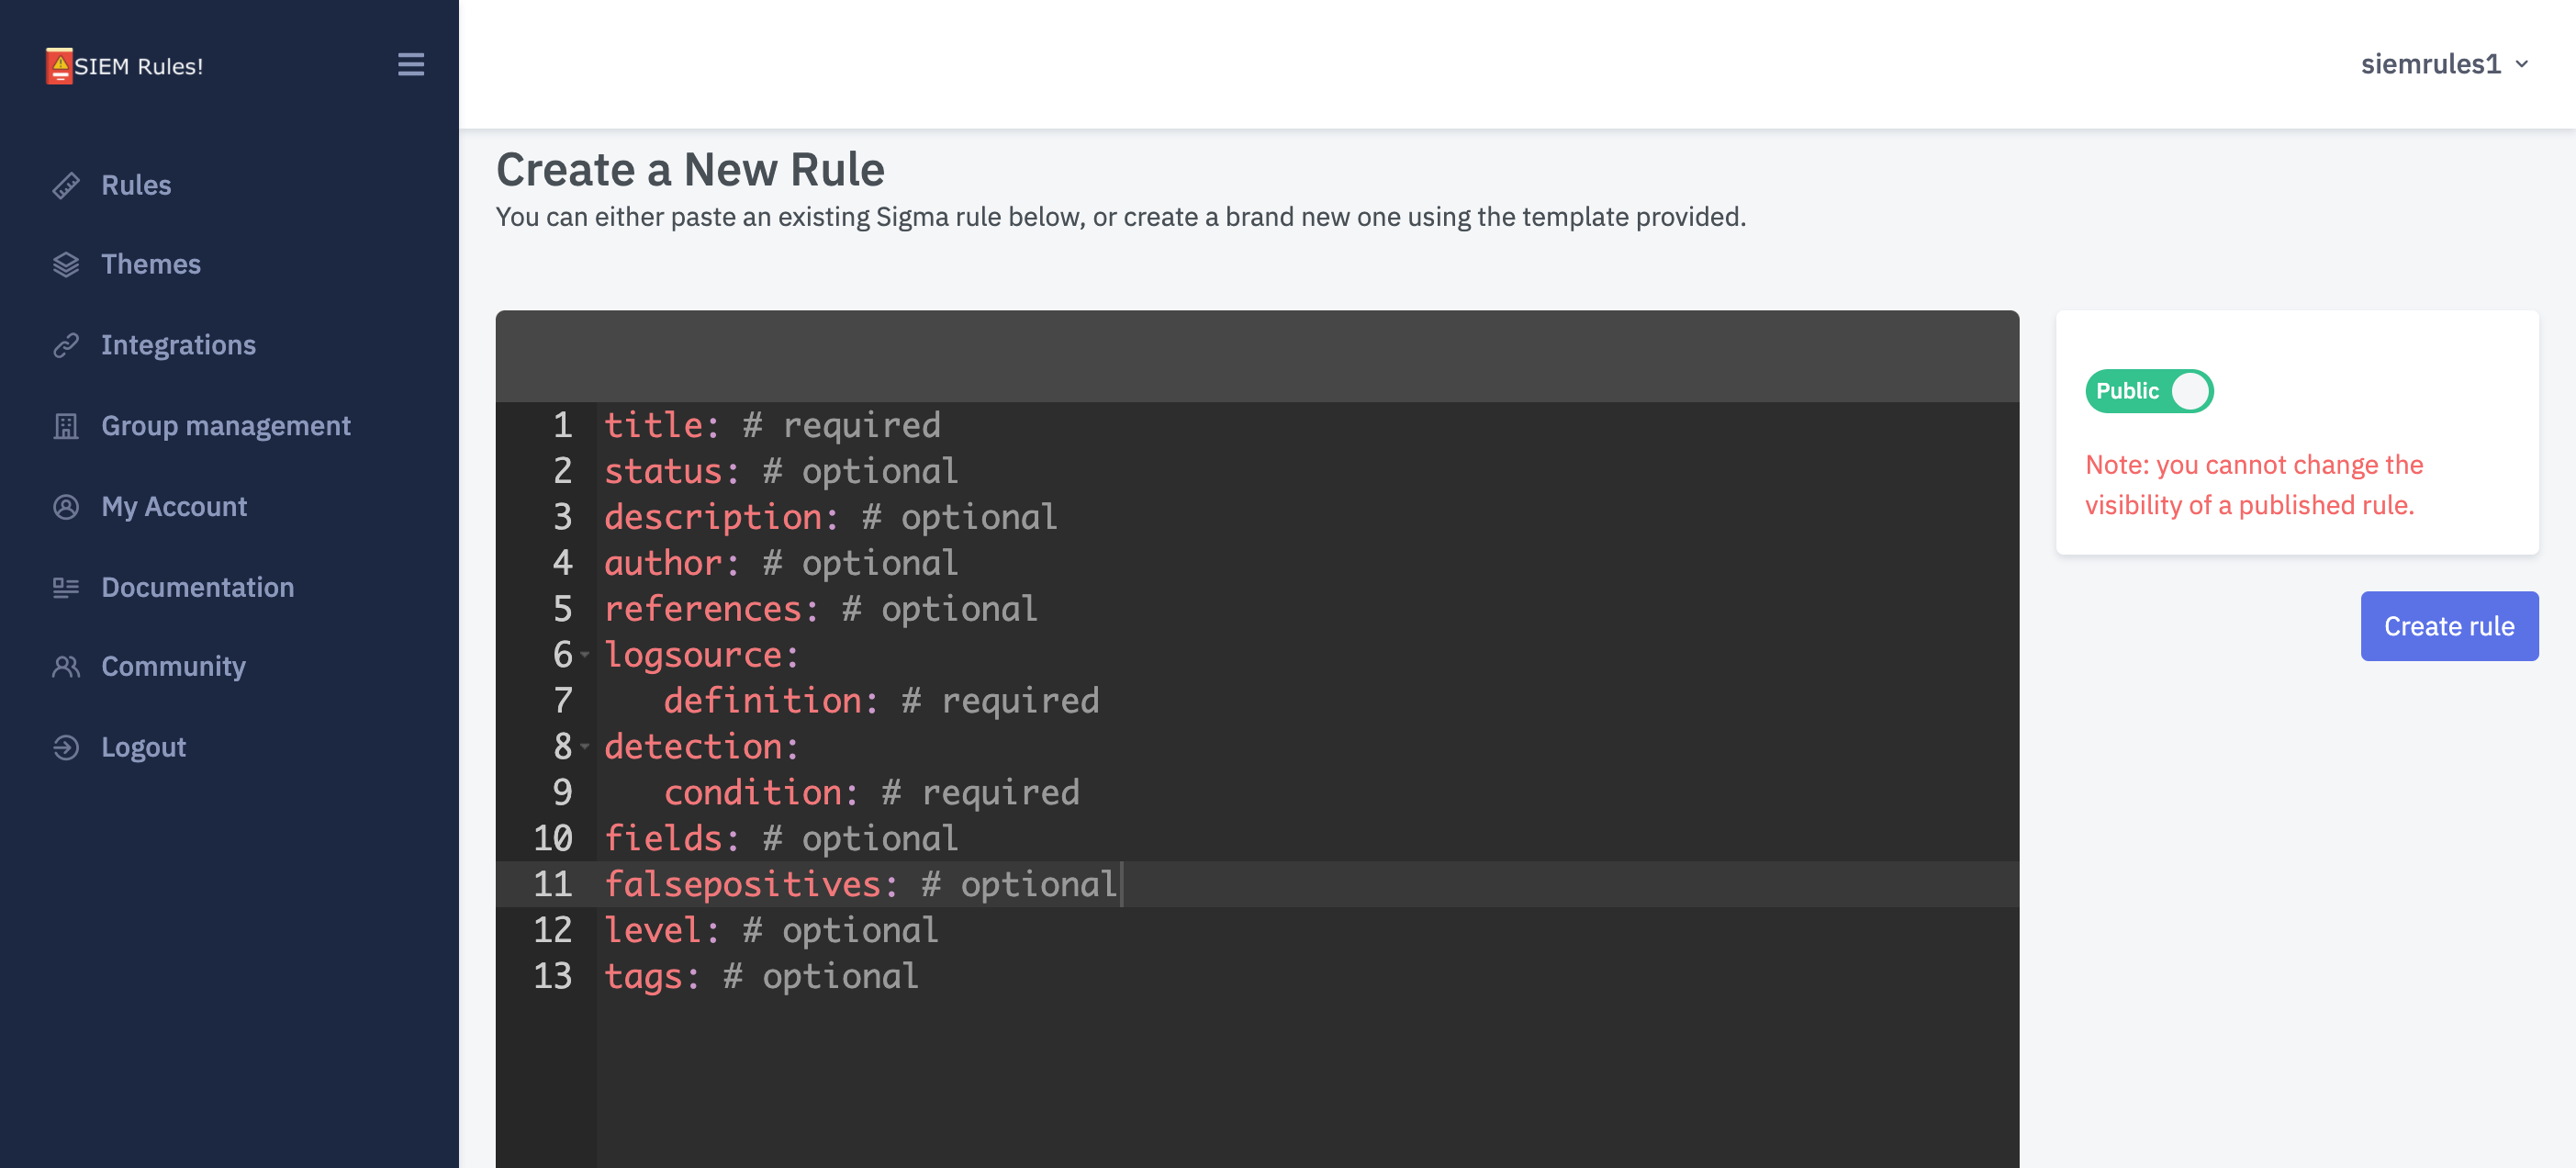 SIEM Rules!
Rules
Themes
Integrations
Group management
My Account
Documentation
Community
Logout
siemrules1
Create a New Rule
You can either paste an existing Sigma rule below, or create a brand new one using the template provided.
1 title: # required
2 status: # optional
3 description: # optional
4 author: # optional
5 references: # optional
6 logsource:
7    definition: # required
8 detection:
9    condition: # required
10 fields: # optional
11 falsepositives: # optional
12 level: # optional
13 tags: # optional
Public
Note: you cannot change the
visibility of a published rule.
Create rule